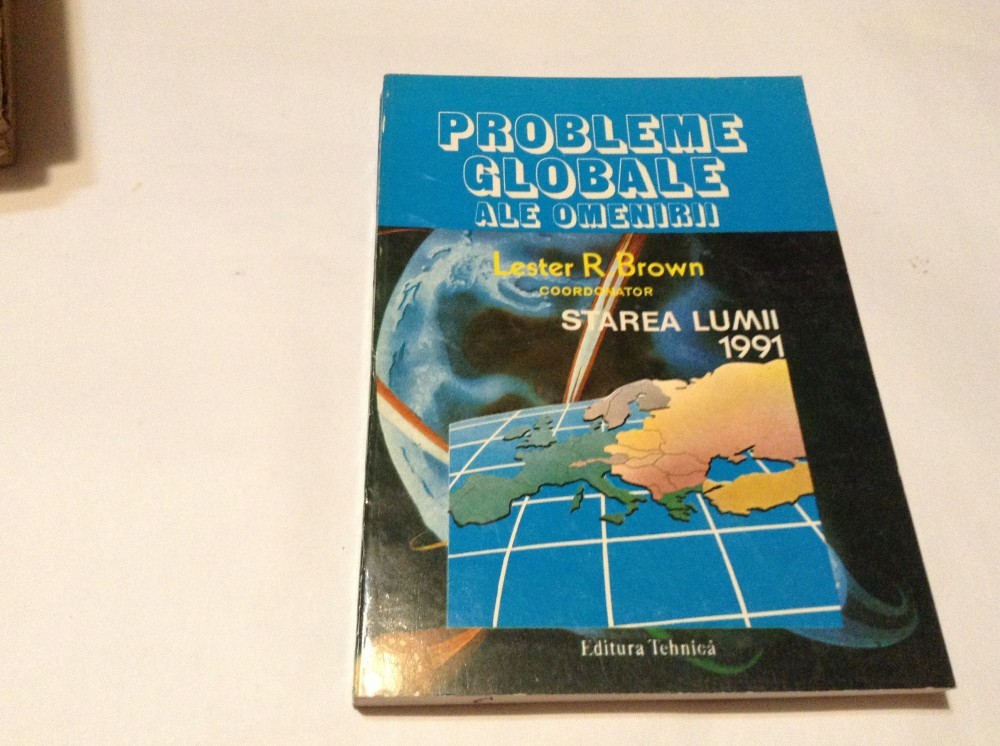 PROBLEME
GLOBALE
ALE OMENIRII
Lester R. Brown
COORDONATOR
STAREA LUMII
1991
Editura Tehnică